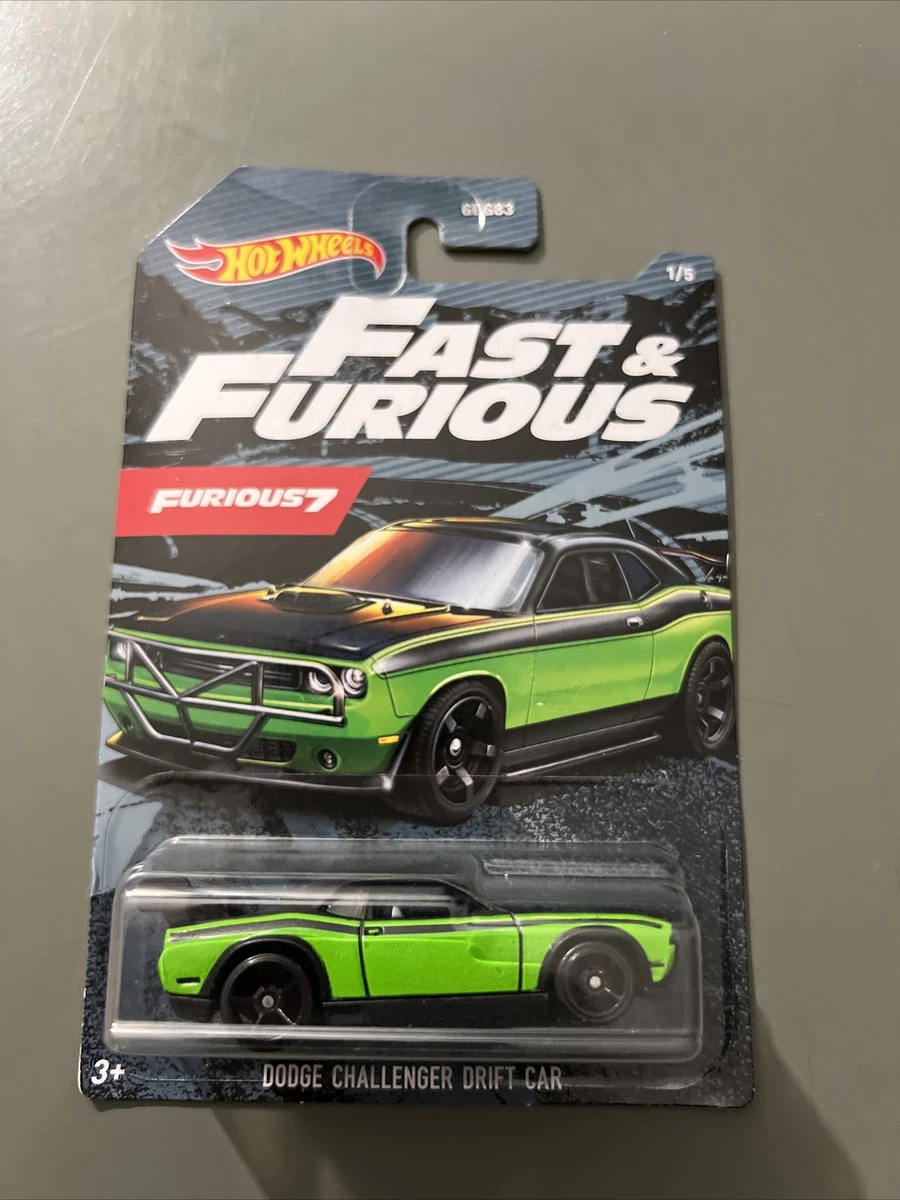 HOT WHEELS
1/5
FAST &
FURIOUS
FURIOUS7
3+
DODGE CHALLENGER DRIFT CAR